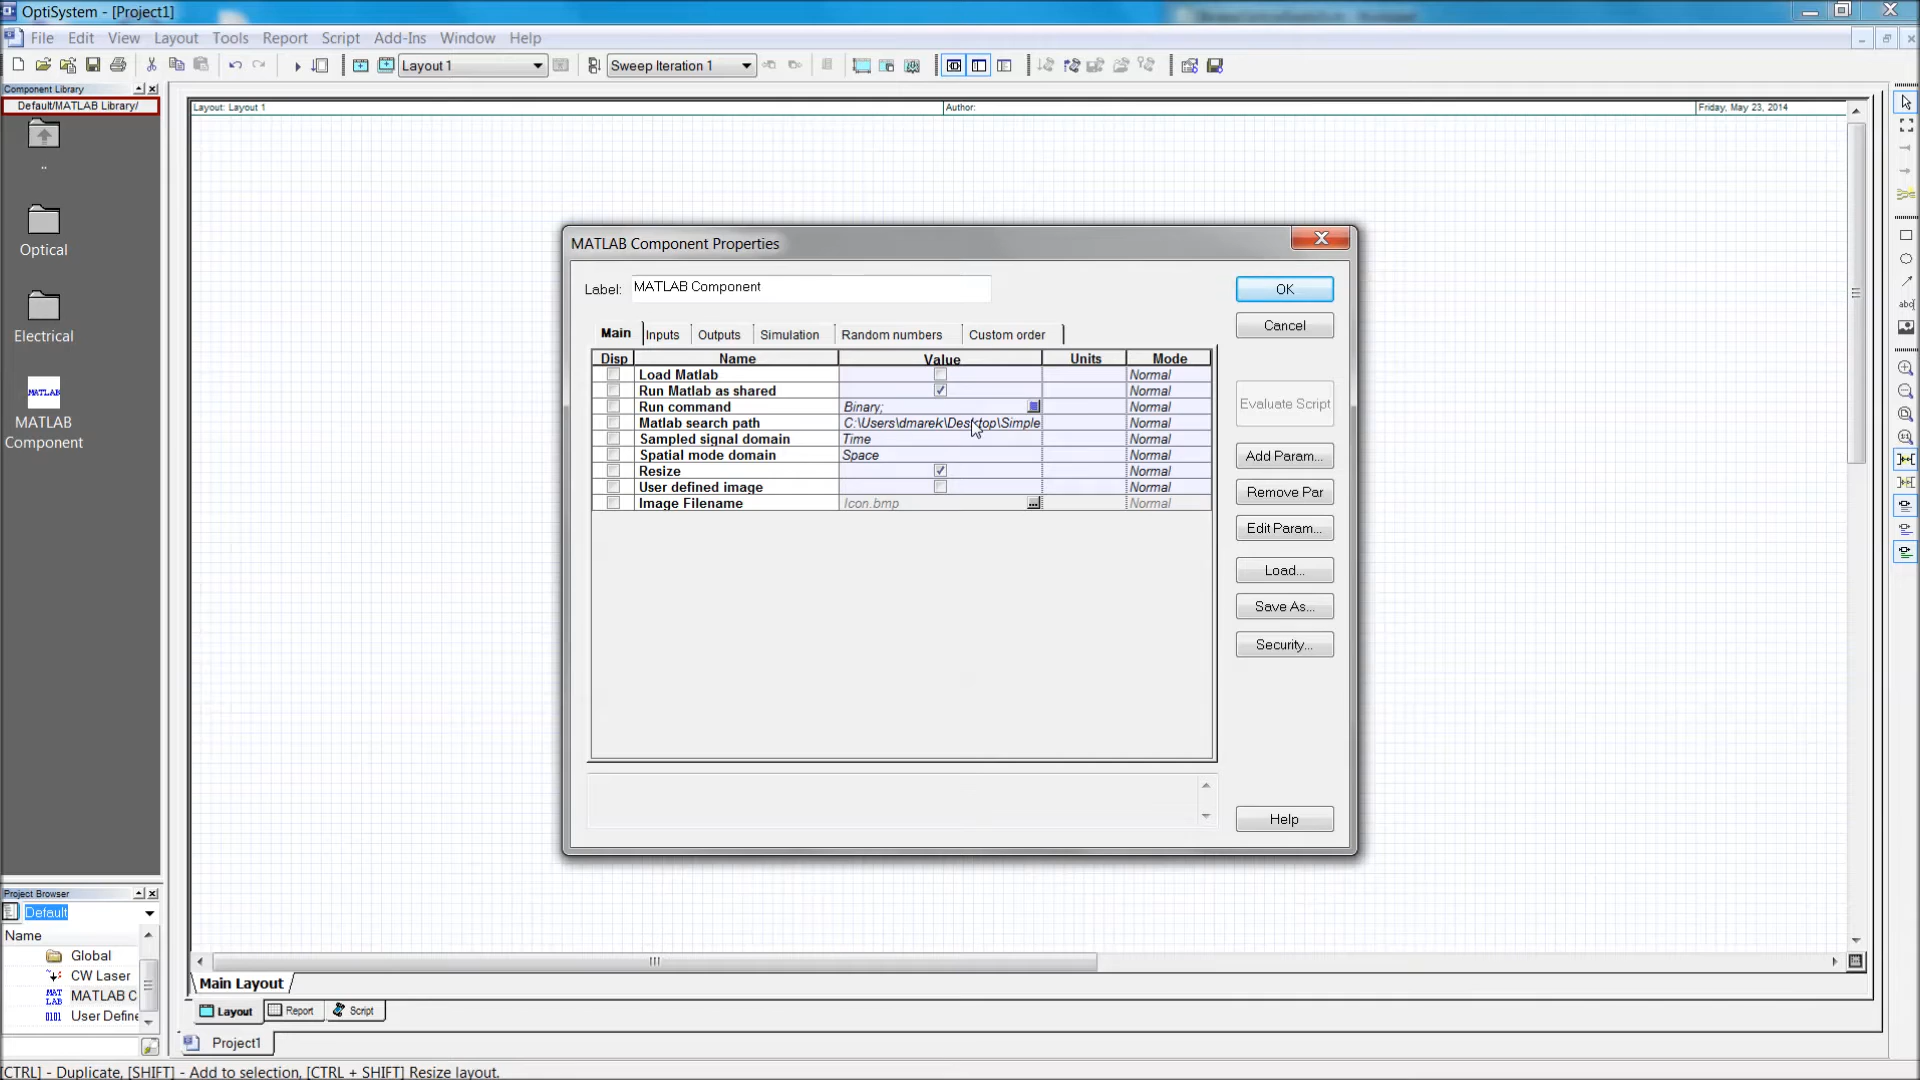 OptiSystem - [Project1]
File Edit View Layout Tools Report Script Add-Ins Window Help
Layout 1 Sweep Iteration 1
Component Library
Default/MATLAB Library/
..
Optical
Electrical
MATLAB
MATLAB
Component
Layout: Layout 1 Author: Friday, May 23, 2014
MATLAB Component Properties
Label: MATLAB Component
OK
Cancel
Evaluate Script
Add Param...
Remove Par
Edit Param...
Load...
Save As...
Security...
Help
Main Inputs Outputs Simulation Random numbers Custom order
Disp Name Value Units Mode
Load Matlab Normal
Run Matlab as shared Normal
Run command Binary; Normal
Matlab search path C:\Users\dmarek\Desktop\Simple Normal
Sampled signal domain Time Normal
Spatial mode domain Space Normal
Resize Normal
User defined image Normal
Image Filename Icon.bmp ... Normal
Project Browser
Default
Name
Global
CW Laser
MAT LAB MATLAB C
0101 User Define
Main Layout
Layout Report Script
Project1
[CTRL] - Duplicate, [SHIFT] - Add to selection, [CTRL + SHIFT] Resize layout.